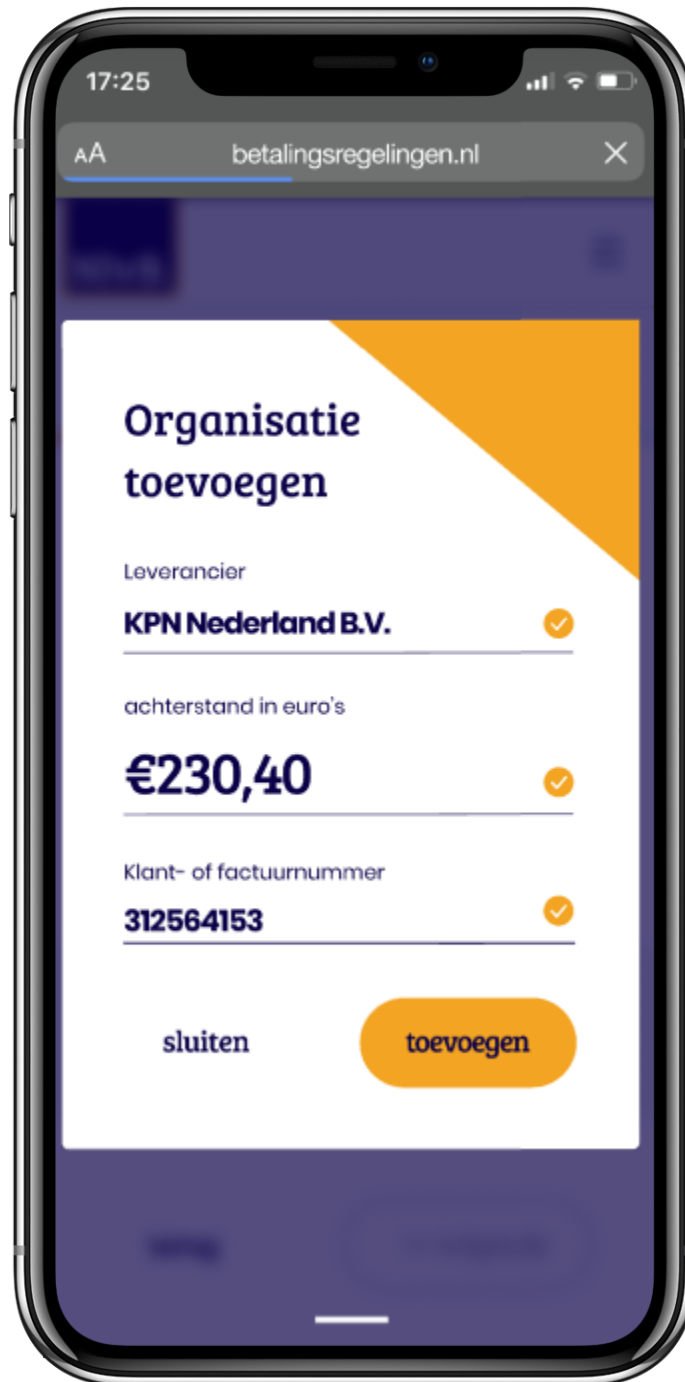 17:25
AA betalingsregelingen.nl
Organisatie
toevoegen
Leverancier
KPN Nederland B.V.
achterstand in euro's
€230,40
Klant- of factuurnummer
312564153
sluiten toevoegen